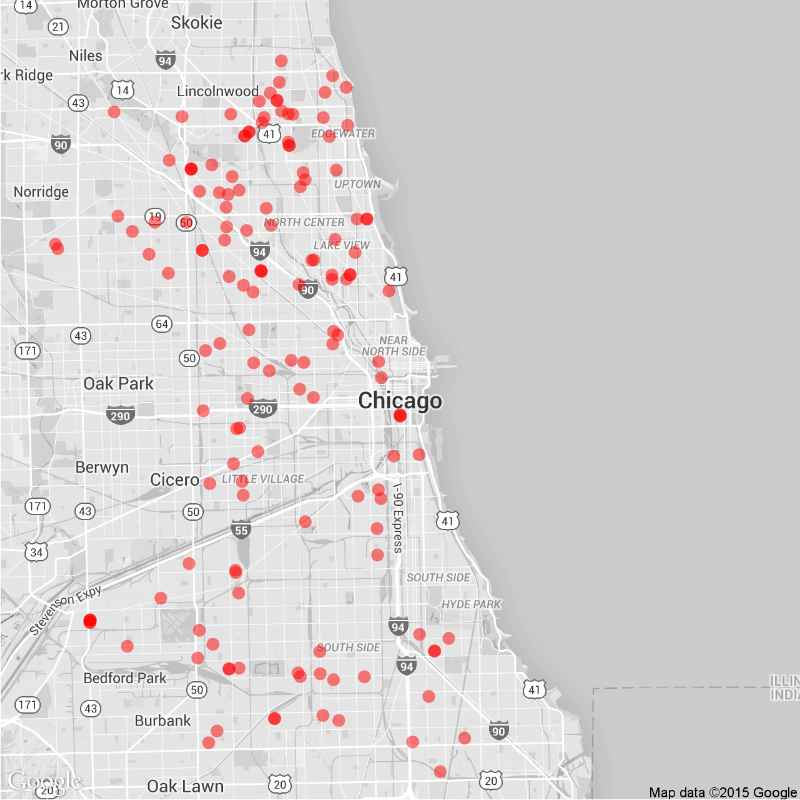 14
Morton Grove
21
Skokie
Niles
94
rk Ridge
14
Lincolnwood
43
41
EDGEWATER
90
Norridge
UPTOWN
19
50
NORTH CENTER
94
LAKE VIEW
41
90
64
43
171
50
NEAR
NORTH SIDE
Oak Park
290
290
Chicago
Berwyn
Cicero
LITTLE VILLAGE
171
43
50
I-90 Express
41
55
34
SOUTH SIDE
Stevenson Expy
HYDE PARK
94
SOUTH SIDE
94
Bedford Park
50
41
ILLIN
INDIA
171
43
Burbank
90
Google
20
Oak Lawn
20
20
Map data ©2015 Google